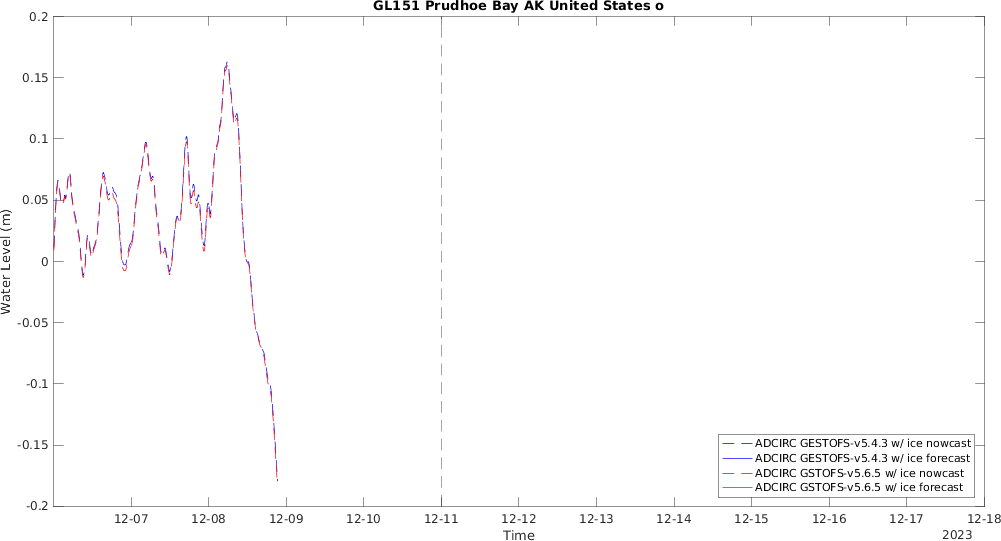 GL151 Prudhoe Bay AK United States o
0.2
0.15
0.1
0.05
0
-0.05
-0.1
-0.15
-0.2
Water Level (m)
12-07 12-08 12-09 12-10 12-11 12-12 12-13 12-14 12-15 12-16 12-17 12-18
Time
2023
ADCIRC GESTOFS-v5.4.3 w/ ice nowcast
ADCIRC GESTOFS-v5.4.3 w/ ice forecast
ADCIRC GSTOFS-v5.6.5 w/ ice nowcast
ADCIRC GSTOFS-v5.6.5 w/ ice forecast